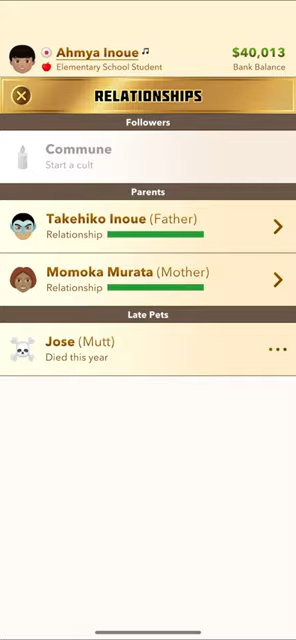 Ahmya Inoue
$40,013
Elementary School Student
Bank Balance
RELATIONSHIPS
Followers
Commune
Start a cult
Parents
Takehiko Inoue (Father)
Relationship
Momoka Murata (Mother)
Relationship
Late Pets
Jose (Mutt)
Died this year